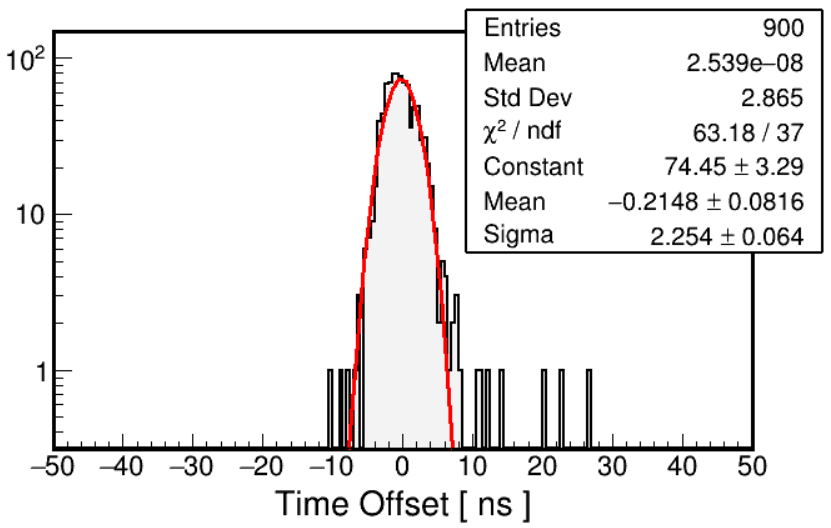 Entries 900
Mean 2.539e−08
Std Dev 2.865
χ² / ndf 63.18 / 37
Constant 74.45 ± 3.29
Mean −0.2148 ± 0.0816
Sigma 2.254 ± 0.064
10²
10
1
−50 −40 −30 −20 −10 0 10 20 30 40 50
Time Offset [ ns ]